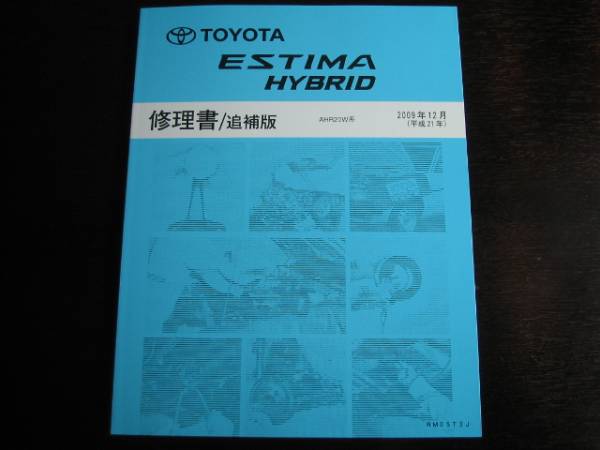 TOYOTA
ESTIMA
HYBRID
修理書/追補版
AHR20W系
2009年12月
(平成21年)